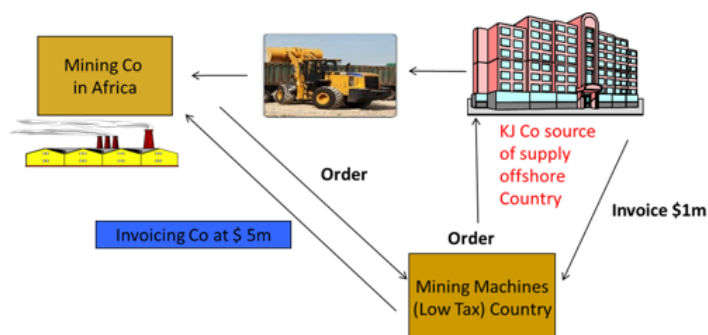 Mining Co
in Africa
KJ Co source
of supply
offshore
Country
Order
Invoice $1m
Invoicing Co at $ 5m
Order
Mining Machines
(Low Tax) Country